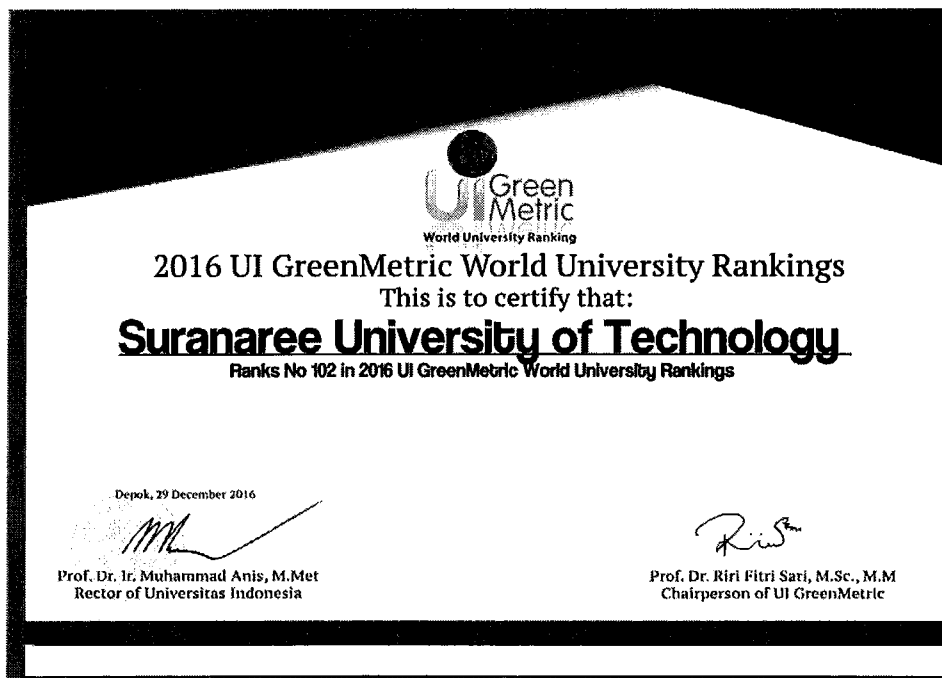 UI Green
Metric
World University Ranking
2016 UI GreenMetric World University Rankings
This is to certify that:
Suranaree University of Technology
Ranks No 102 in 2016 UI GreenMetric World University Rankings
Depok, 29 December 2016
Prof. Dr. Ir. Muhammad Anis, M.Met
Rector of Universitas Indonesia
Prof. Dr. Riri Fitri Sari, M.Sc., M.M
Chairperson of UI GreenMetric